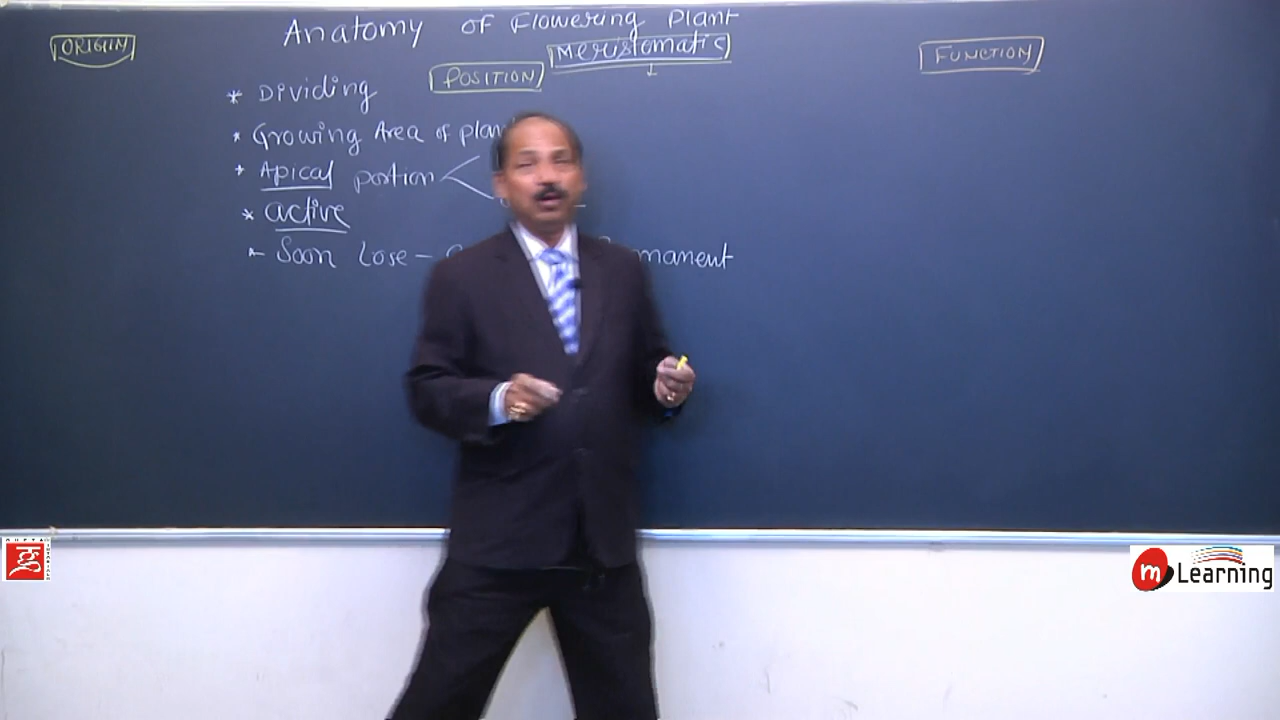 Anatomy of Flowering Plant
ORIGIN
Meristematic
FUNCTION
POSITION
* Dividing
* Growing Area of plan
* Apical portion
* active
* Soon Lose - manent
m Learning